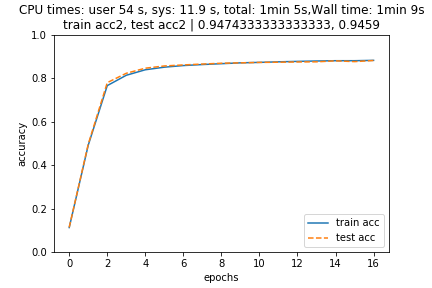 CPU times: user 54 s, sys: 11.9 s, total: 1min 5s,Wall time: 1min 9s
train acc2, test acc2 | 0.9474333333333333, 0.9459
1.0
0.8
0.6
0.4
0.2
0.0
accuracy
train acc
test acc
0 2 4 6 8 10 12 14 16
epochs